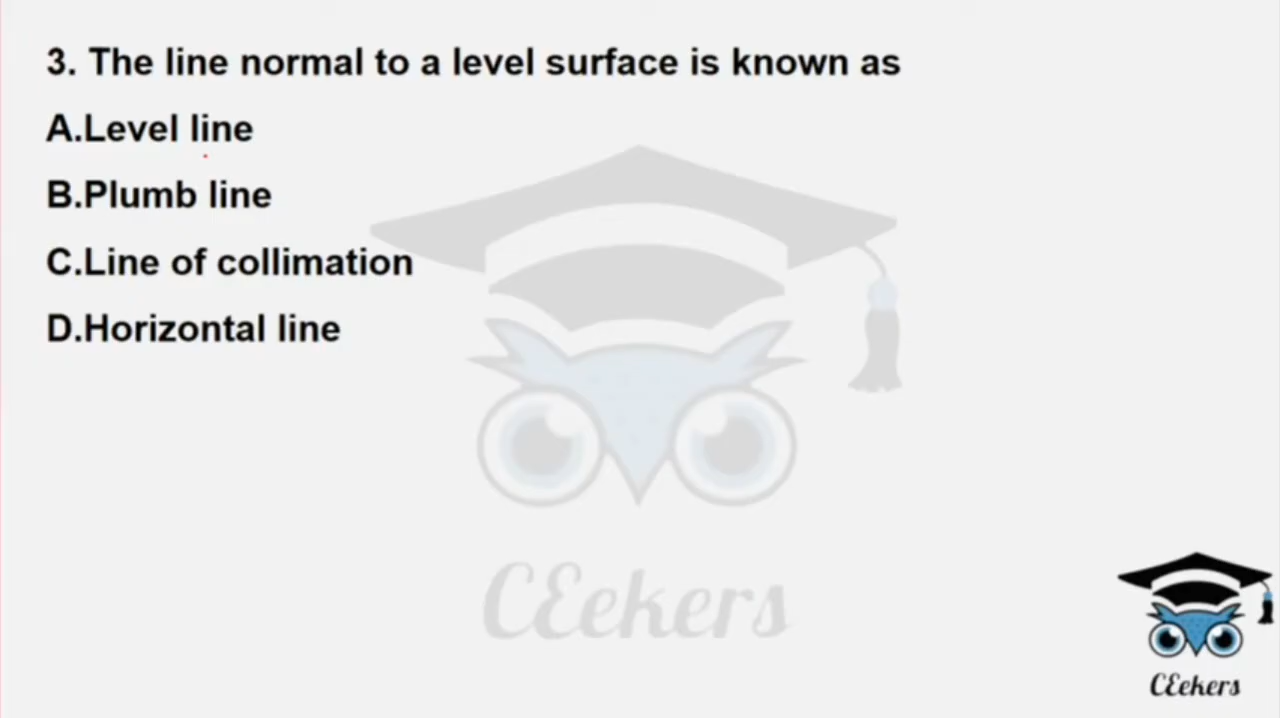 3. The line normal to a level surface is known as
A.Level line
B.Plumb line
C.Line of collimation
D.Horizontal line
CEekers
CEekers